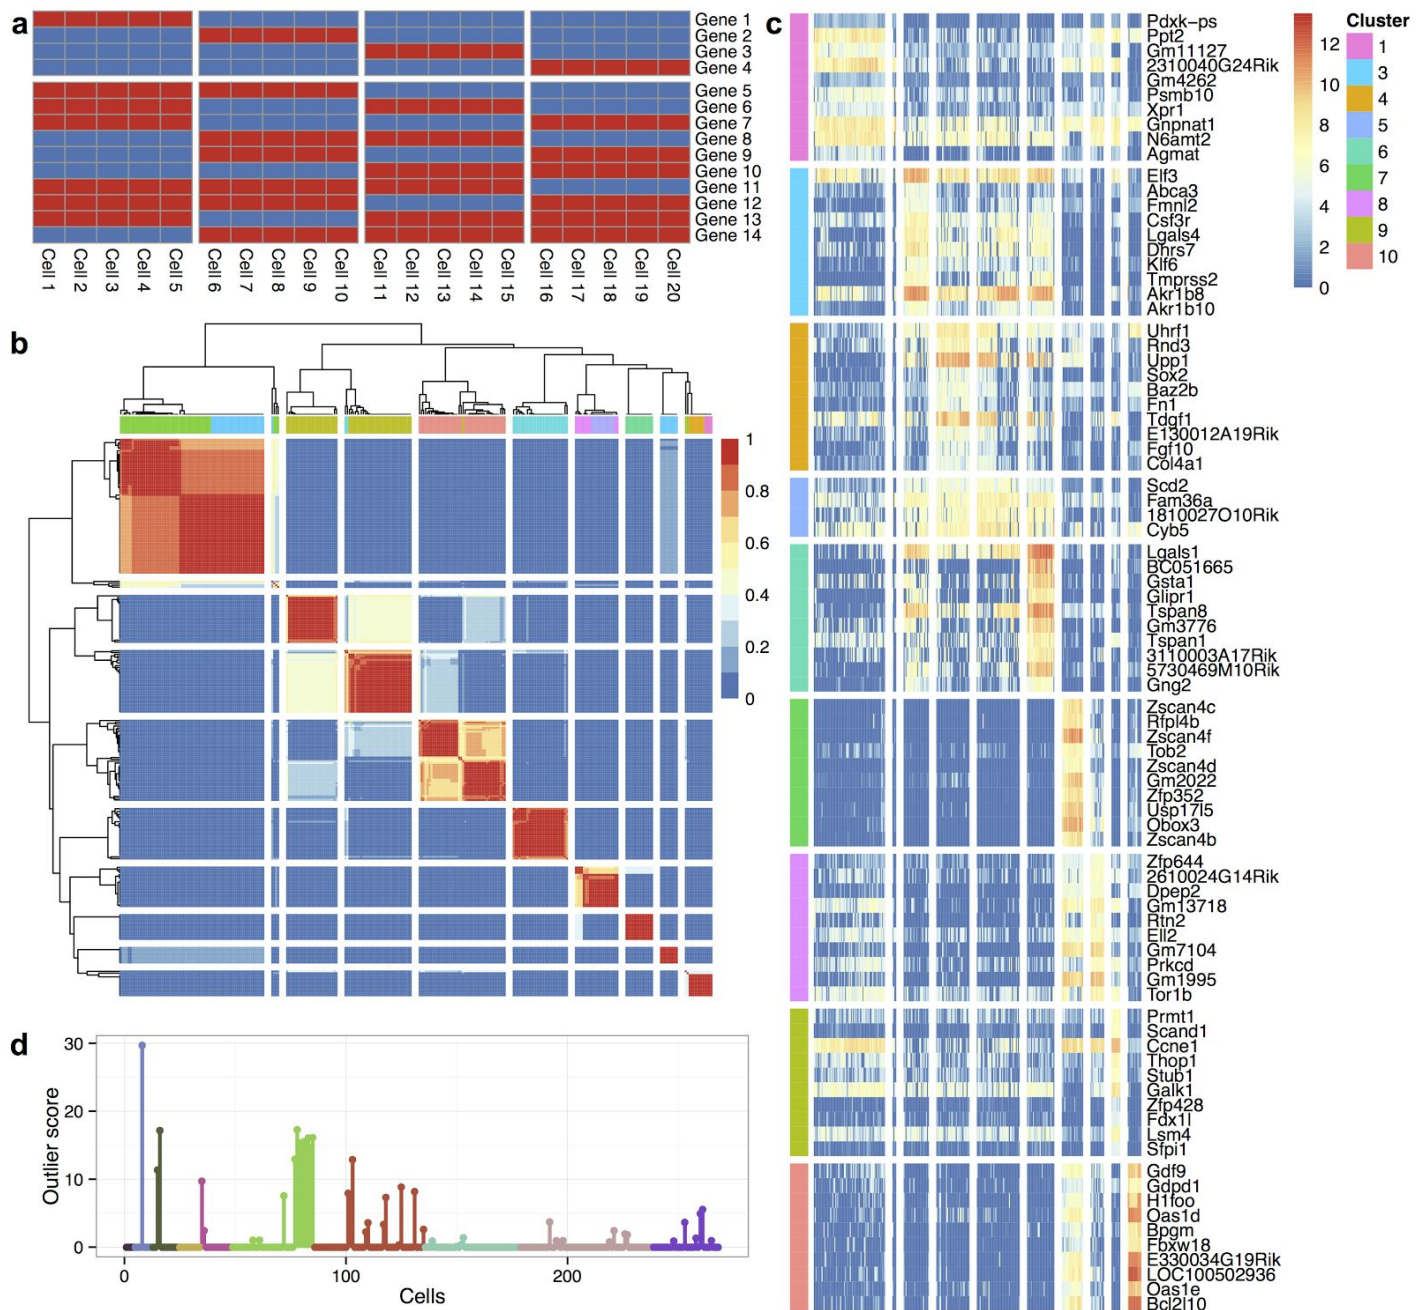 a
Gene 1
Gene 2
Gene 3
Gene 4
Gene 5
Gene 6
Gene 7
Gene 8
Gene 9
Gene 10
Gene 11
Gene 12
Gene 13
Gene 14
Cell 1
Cell 2
Cell 3
Cell 4
Cell 5
Cell 6
Cell 7
Cell 8
Cell 9
Cell 10
Cell 11
Cell 12
Cell 13
Cell 14
Cell 15
Cell 16
Cell 17
Cell 18
Cell 19
Cell 20
b
1
0.8
0.6
0.4
0.2
0
c
Pdxk−ps
Ppt2
Gm11127
2310040G24Rik
Gm4262
Psmb10
Xpr1
Gnpnat1
N6amt2
Agmat
Elf3
Abca3
Fmnl2
Csf3r
Lgals4
Dhrs7
Klf6
Tmprss2
Akr1b8
Akr1b10
Uhrf1
Rnd3
Upp1
Sox2
Baz2b
Fn1
Tdgf1
E130012A19Rik
Fgf10
Col4a1
Scd2
Fam36a
1810027O10Rik
Cyb5
Lgals1
BC051665
Gsta1
Glipr1
Tspan8
Gm3776
Tspan1
3110003A17Rik
5730469M10Rik
Gng2
Zscan4c
Rfpl4b
Zscan4f
Tob2
Zscan4d
Gm2022
Zfp352
Usp17l5
Obox3
Zscan4b
Zfp644
2610024G14Rik
Dpep2
Gm13718
Rtn2
Ell2
Gm7104
Prkcd
Gm1995
Tor1b
Prmt1
Scand1
Ccne1
Thop1
Stub1
Galk1
Zfp428
Fdx1l
Lsm4
Sfpi1
Gdf9
Gdpd1
H1foo
Oas1d
Bpgm
Fbxw18
E330034G19Rik
LOC100502936
Oas1e
Bcl2l10
12
10
8
6
4
2
0
Cluster
1
3
4
5
6
7
8
9
10
d
Outlier score
30
20
10
0
0
100
200
Cells